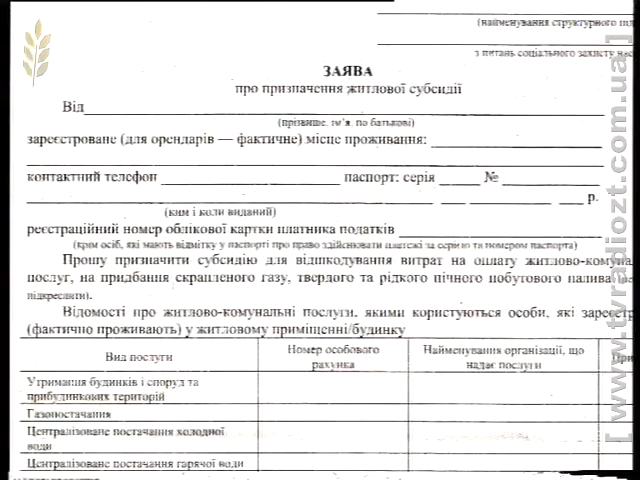 (найменування структурного
з питань соціального захисту
ЗАЯВА
про призначення житлової субсидії
Від
(прізвище, ім'я, по батькові)
зареєстроване (для орендарів — фактичне) місце проживання:
контактний телефон паспорт: серія №
р.
(ким і коли виданий)
реєстраційний номер облікової картки платника податків
(крім осіб, які мають відмітку у паспорті про право здійснювати платежі за серією та номером паспорта)
Прошу призначити субсидію для відшкодування витрат на оплату
послуг, на придбання скрапленого газу, твердого та рідкого пічного побутового палива
підкреслити).
Відомості про житлово-комунальні послуги, якими користуються особи, які
(фактично проживають) у житловому приміщенні/будинку
Вид послуги
Номер особового рахунка
Найменування організації, що надає послуги
Утримання будинків і споруд та
прибудинкових територій
Газопостачання
Централізоване постачання холодної
води
Централізоване постачання гарячої води
[ www.tvradiozt.com.ua ]